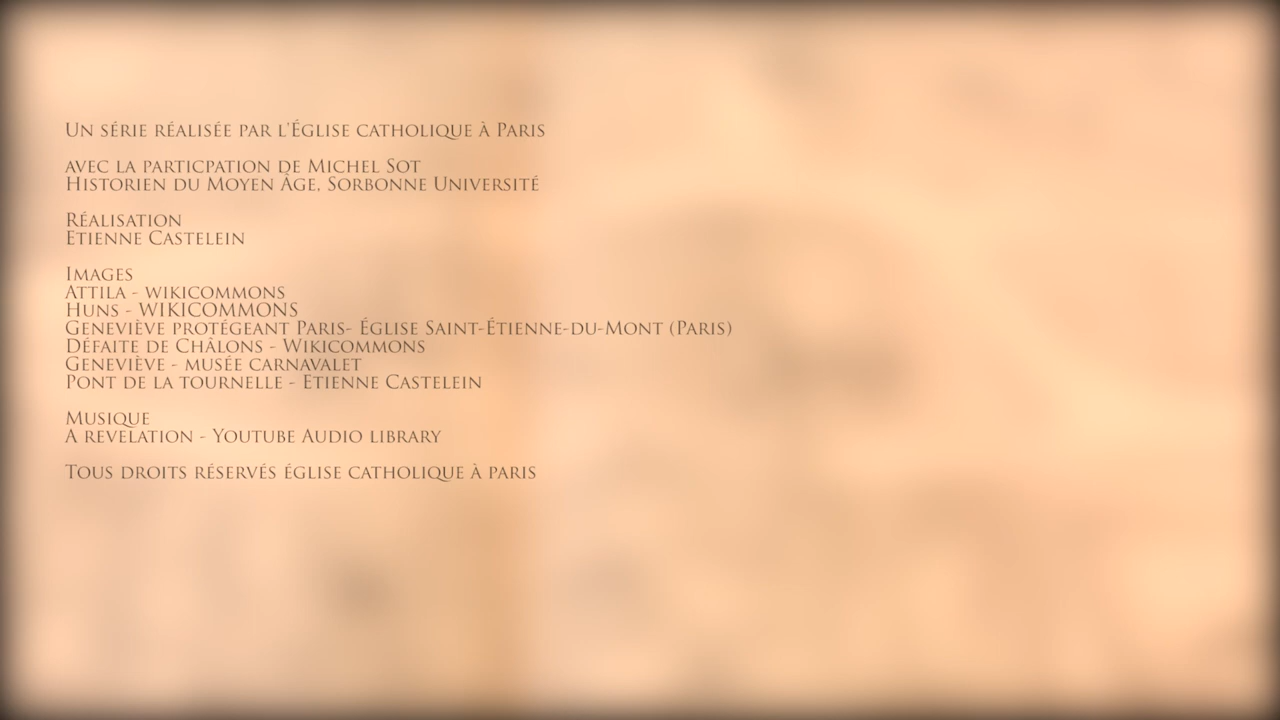 Un série réalisée par l'Église catholique à Paris
avec la particpation de Michel Sot
Historien du Moyen Âge, Sorbonne Université
Réalisation
Etienne Castelein
Images
Attila - wikicommons
Huns - WIKICOMMONS
Geneviève protégeant Paris- Église Saint-Étienne-du-Mont (Paris)
Défaite de Châlons - Wikicommons
Geneviève - musée carnavalet
Pont de la tournelle - Etienne Castelein
Musique
A revelation - Youtube Audio library
Tous droits réservés église catholique à paris